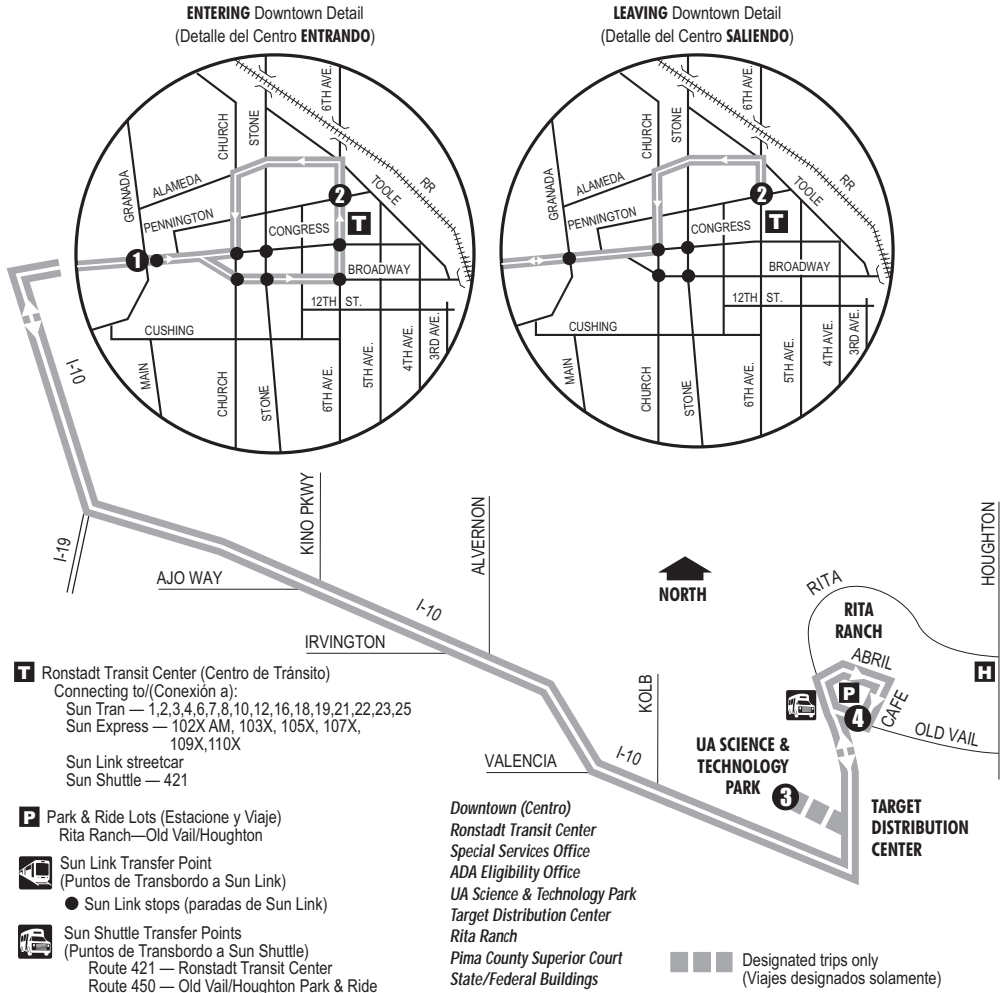 ENTERING Downtown Detail
(Detalle del Centro ENTRANDO)
LEAVING Downtown Detail
(Detalle del Centro SALIENDO)
6TH AVE.
CHURCH
STONE
RR
TOOLE
GRANADA
ALAMEDA
PENNINGTON
2
T
CONGRESS
1
BROADWAY
12TH ST.
CUSHING
MAIN
CHURCH
STONE
6TH AVE.
5TH AVE.
4TH AVE.
3RD AVE.
6TH AVE.
CHURCH
STONE
RR
TOOLE
GRANADA
ALAMEDA
PENNINGTON
2
T
CONGRESS
BROADWAY
12TH ST.
CUSHING
MAIN
CHURCH
STONE
6TH AVE.
5TH AVE.
4TH AVE.
3RD AVE.
I-10
I-19
KINO PKWY
ALVERNON
HOUGHTON
AJO WAY
I-10
IRVINGTON
NORTH
RITA
RITA
RANCH
ABRIL
H
P
4
CAFE
OLD VAIL
KOLB
VALENCIA
I-10
UA SCIENCE &
TECHNOLOGY
PARK
3
TARGET
DISTRIBUTION
CENTER
T Ronstadt Transit Center (Centro de Tránsito)
Connecting to/(Conexión a):
Sun Tran — 1,2,3,4,6,7,8,10,12,16,18,19,21,22,23,25
Sun Express — 102X AM, 103X, 105X, 107X,
109X,110X
Sun Link streetcar
Sun Shuttle — 421
P Park & Ride Lots (Estacione y Viaje)
Rita Ranch—Old Vail/Houghton
Sun Link Transfer Point
(Puntos de Transbordo a Sun Link)
Sun Link stops (paradas de Sun Link)
Sun Shuttle Transfer Points
(Puntos de Transbordo a Sun Shuttle)
Route 421 — Ronstadt Transit Center
Route 450 — Old Vail/Houghton Park & Ride
Downtown (Centro)
Ronstadt Transit Center
Special Services Office
ADA Eligibility Office
UA Science & Technology Park
Target Distribution Center
Rita Ranch
Pima County Superior Court
State/Federal Buildings
Designated trips only
(Viajes designados solamente)